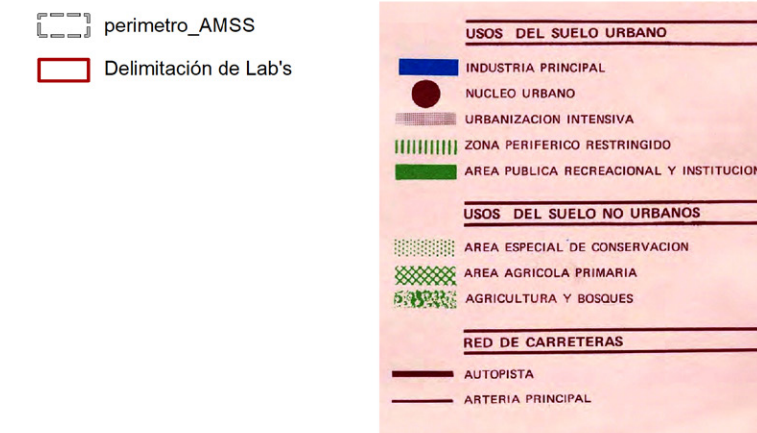 perimetro_AMSS
Delimitación de Lab's
USOS DEL SUELO URBANO
INDUSTRIA PRINCIPAL
NUCLEO URBANO
URBANIZACION INTENSIVA
ZONA PERIFERICO RESTRINGIDO
AREA PUBLICA RECREACIONAL Y INSTITUCION
USOS DEL SUELO NO URBANOS
AREA ESPECIAL DE CONSERVACION
AREA AGRICOLA PRIMARIA
AGRICULTURA Y BOSQUES
RED DE CARRETERAS
AUTOPISTA
ARTERIA PRINCIPAL